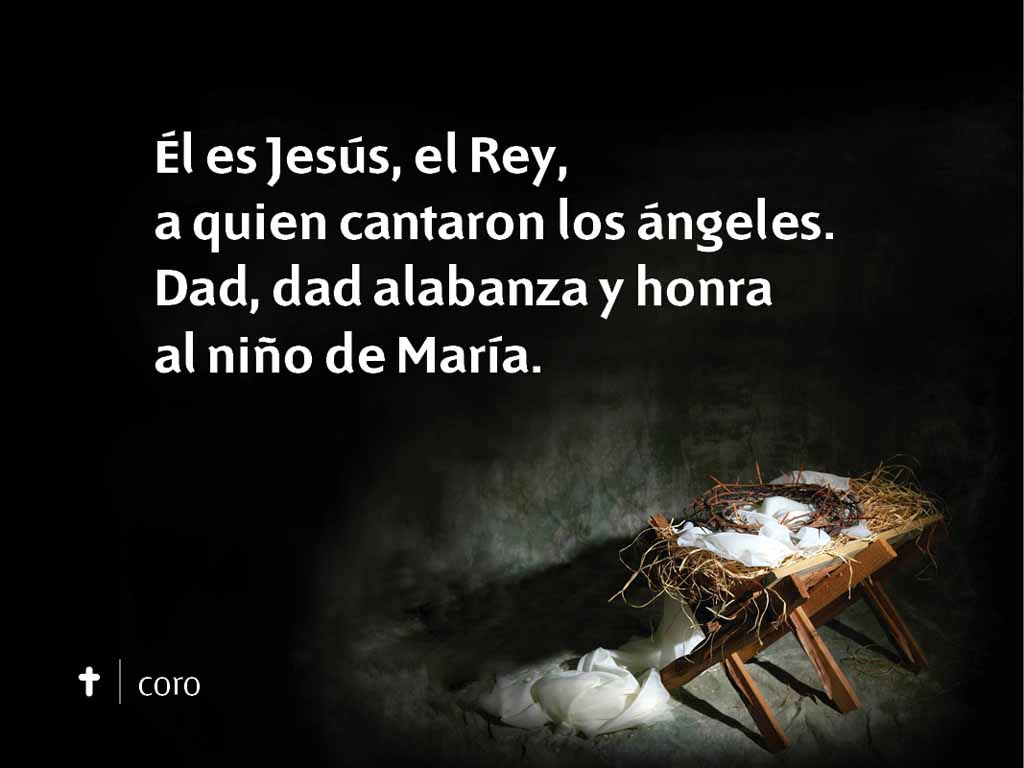 Él es Jesús, el Rey,
a quien cantaron los ángeles.
Dad, dad alabanza y honra
al niño de María.
coro